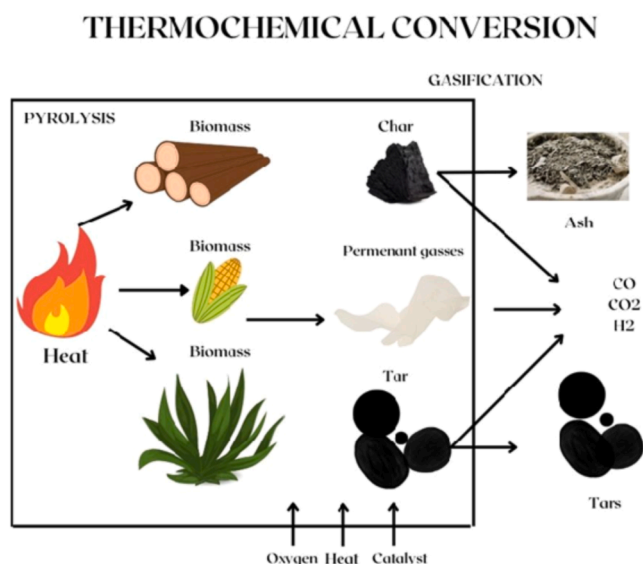 THERMOCHEMICAL CONVERSION
GASIFICATION
PYROLYSIS
Biomass
Char
Ash
Biomass
Permenant gasses
CO
CO2
H2
Heat
Biomass
Tar
Tars
Oxygen Heat Catalyst